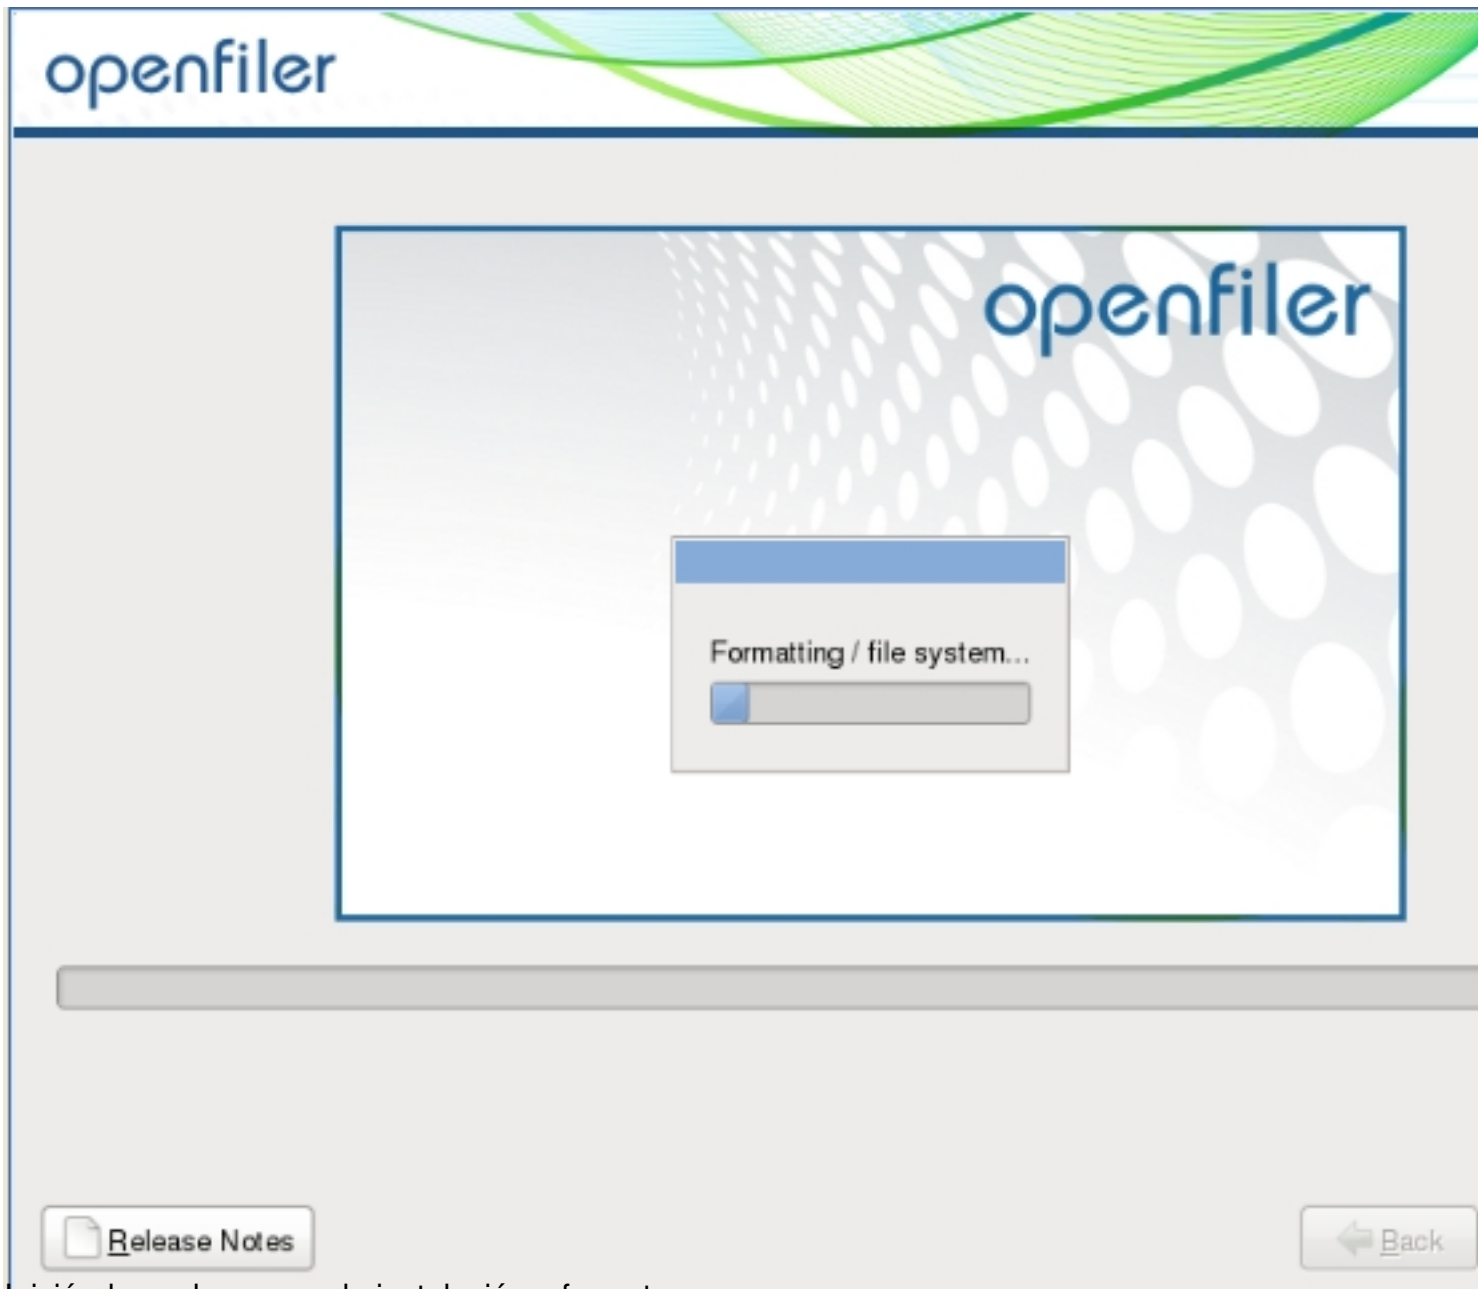 openfiler
openfiler
Formatting / file system...
Release Notes
Back